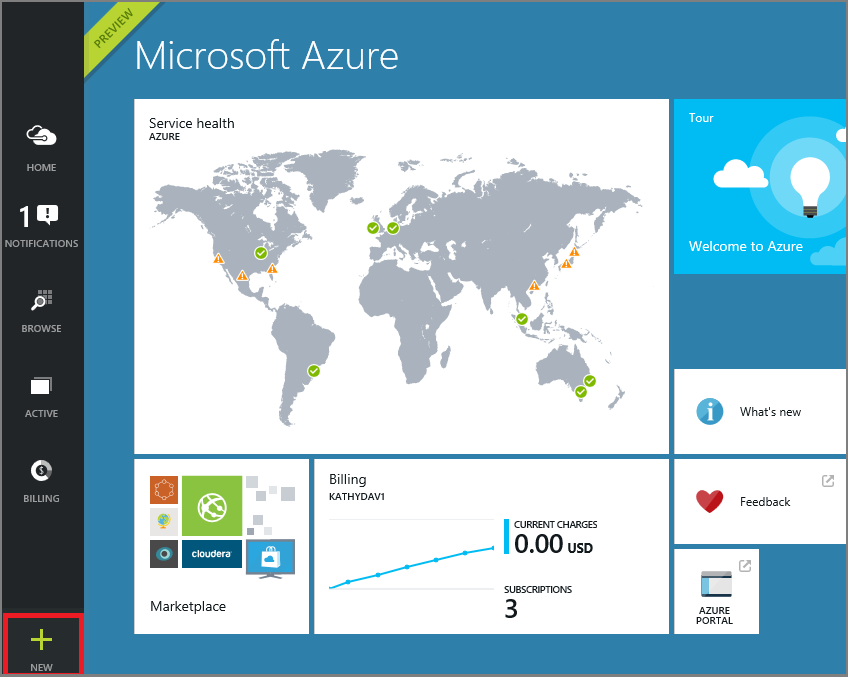 PREVIEW
Microsoft Azure
HOME
1
NOTIFICATIONS
BROWSE
ACTIVE
BILLING
NEW
Service health
AZURE
Tour
Welcome to Azure
What's new
Feedback
AZURE
PORTAL
cloudera
Marketplace
Billing
KATHYDAV1
CURRENT CHARGES
0.00 USD
SUBSCRIPTIONS
3